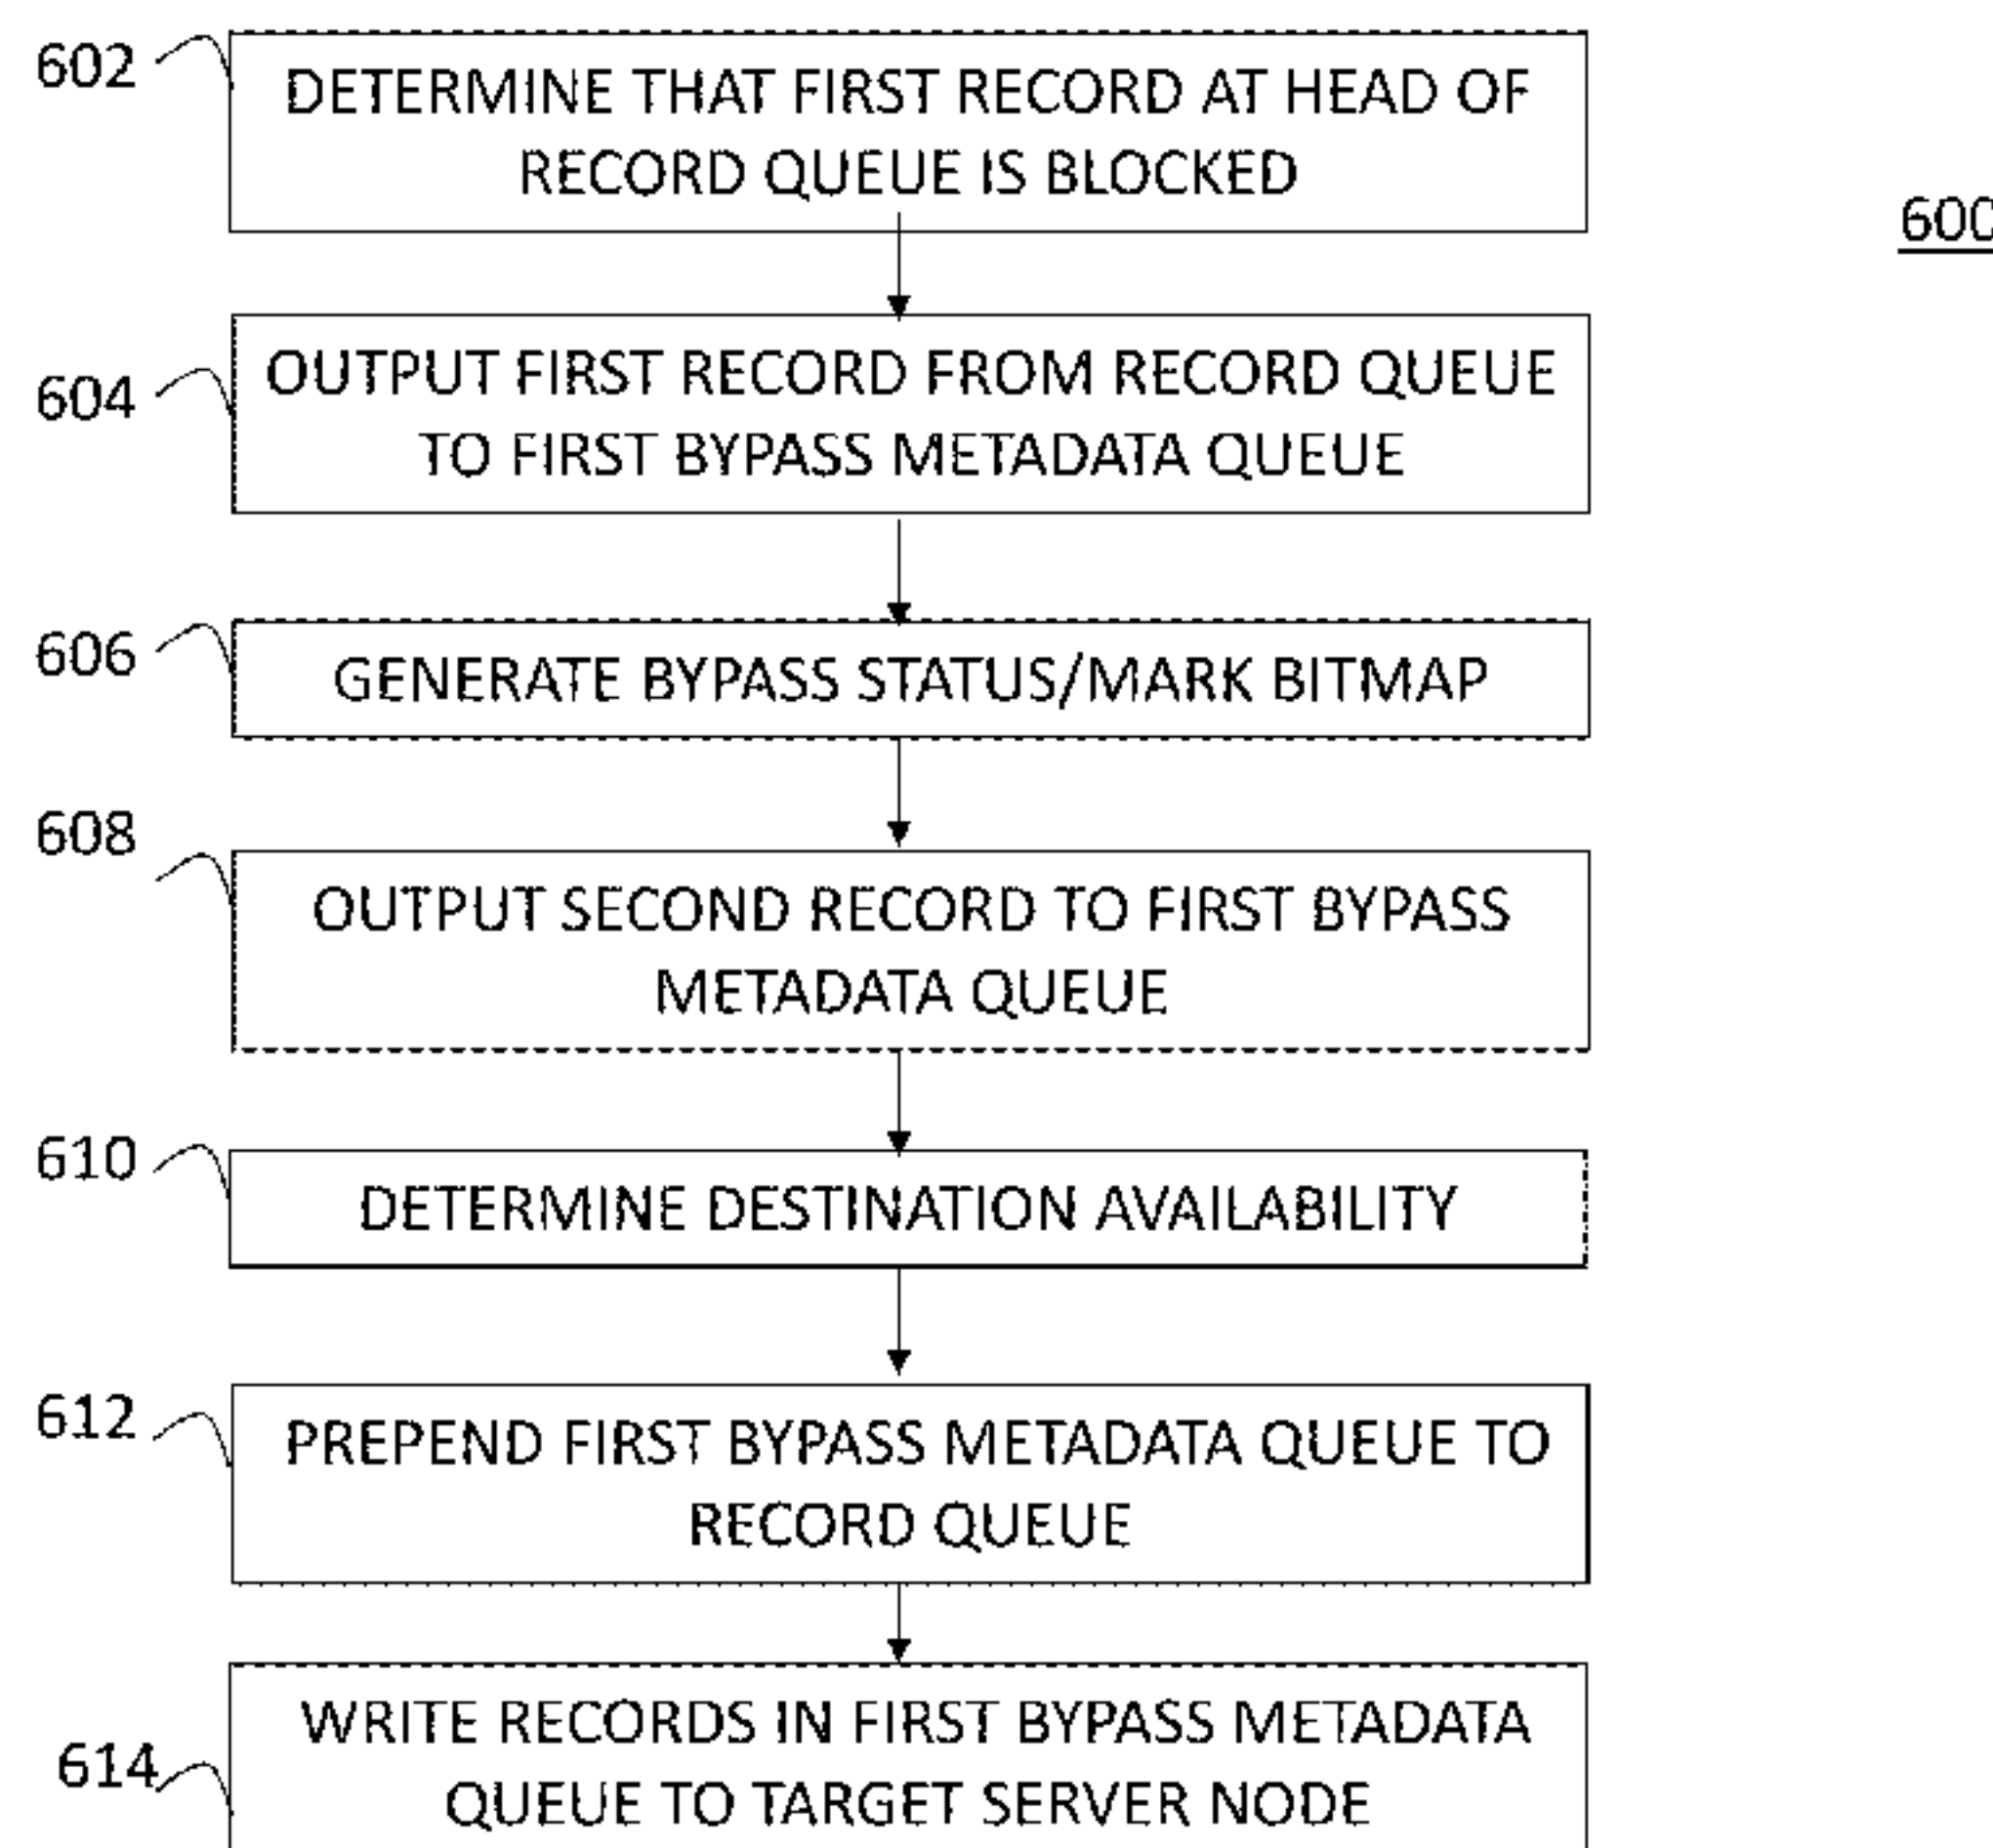 602
DETERMINE THAT FIRST RECORD AT HEAD OF
RECORD QUEUE IS BLOCKED
600
604
OUTPUT FIRST RECORD FROM RECORD QUEUE
TO FIRST BYPASS METADATA QUEUE
606
GENERATE BYPASS STATUS/MARK BITMAP
608
OUTPUT SECOND RECORD TO FIRST BYPASS
METADATA QUEUE
610
DETERMINE DESTINATION AVAILABILITY
612
PREPEND FIRST BYPASS METADATA QUEUE TO
RECORD QUEUE
614
WRITE RECORDS IN FIRST BYPASS METADATA
QUEUE TO TARGET SERVER NODE